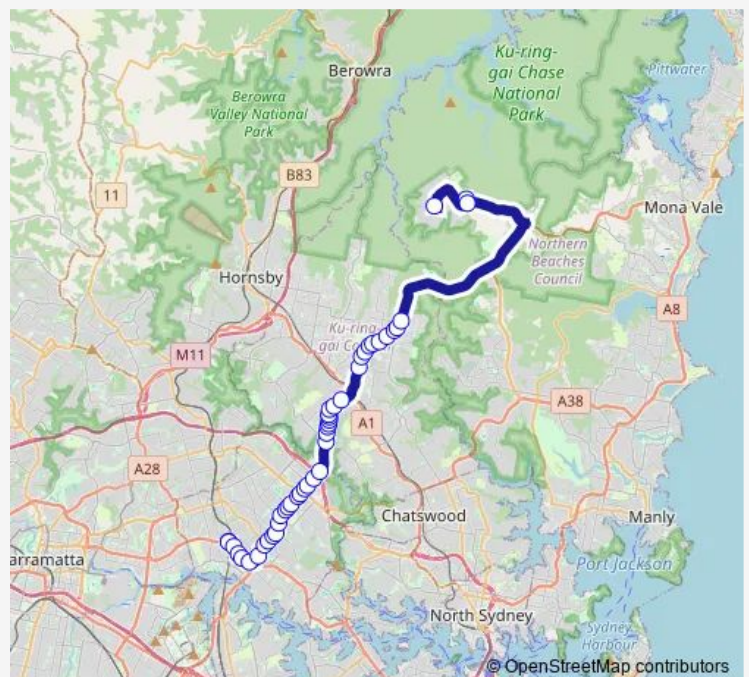 Ku-ring-
gai Chase
National
Park
Pittwater
Berowra
Berowra
Valley National
Park
B83
11
Mona Vale
Northern
Beaches
Council
Hornsby
A8
Ku-ring-
gai Co
M11
A38
A1
A28
Chatswood
Manly
arramatta
Port Jackson
North Sydney
Sydney
Harbour
© OpenStreetMap contributors